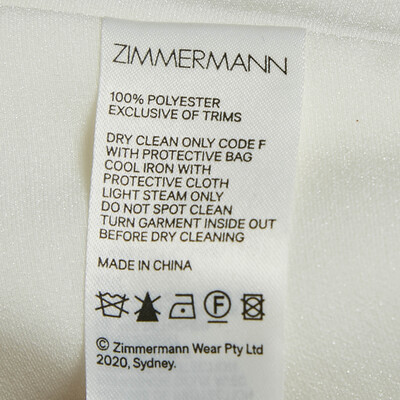 ZIMMERMANN
100% POLYESTER
EXCLUSIVE OF TRIMS
DRY CLEAN ONLY CODE F
WITH PROTECTIVE BAG
COOL IRON WITH
PROTECTIVE CLOTH
LIGHT STEAM ONLY
DO NOT SPOT CLEAN
TURN GARMENT INSIDE OUT
BEFORE DRY CLEANING
MADE IN CHINA
F
© Zimmermann Wear Pty Ltd
2020, Sydney.